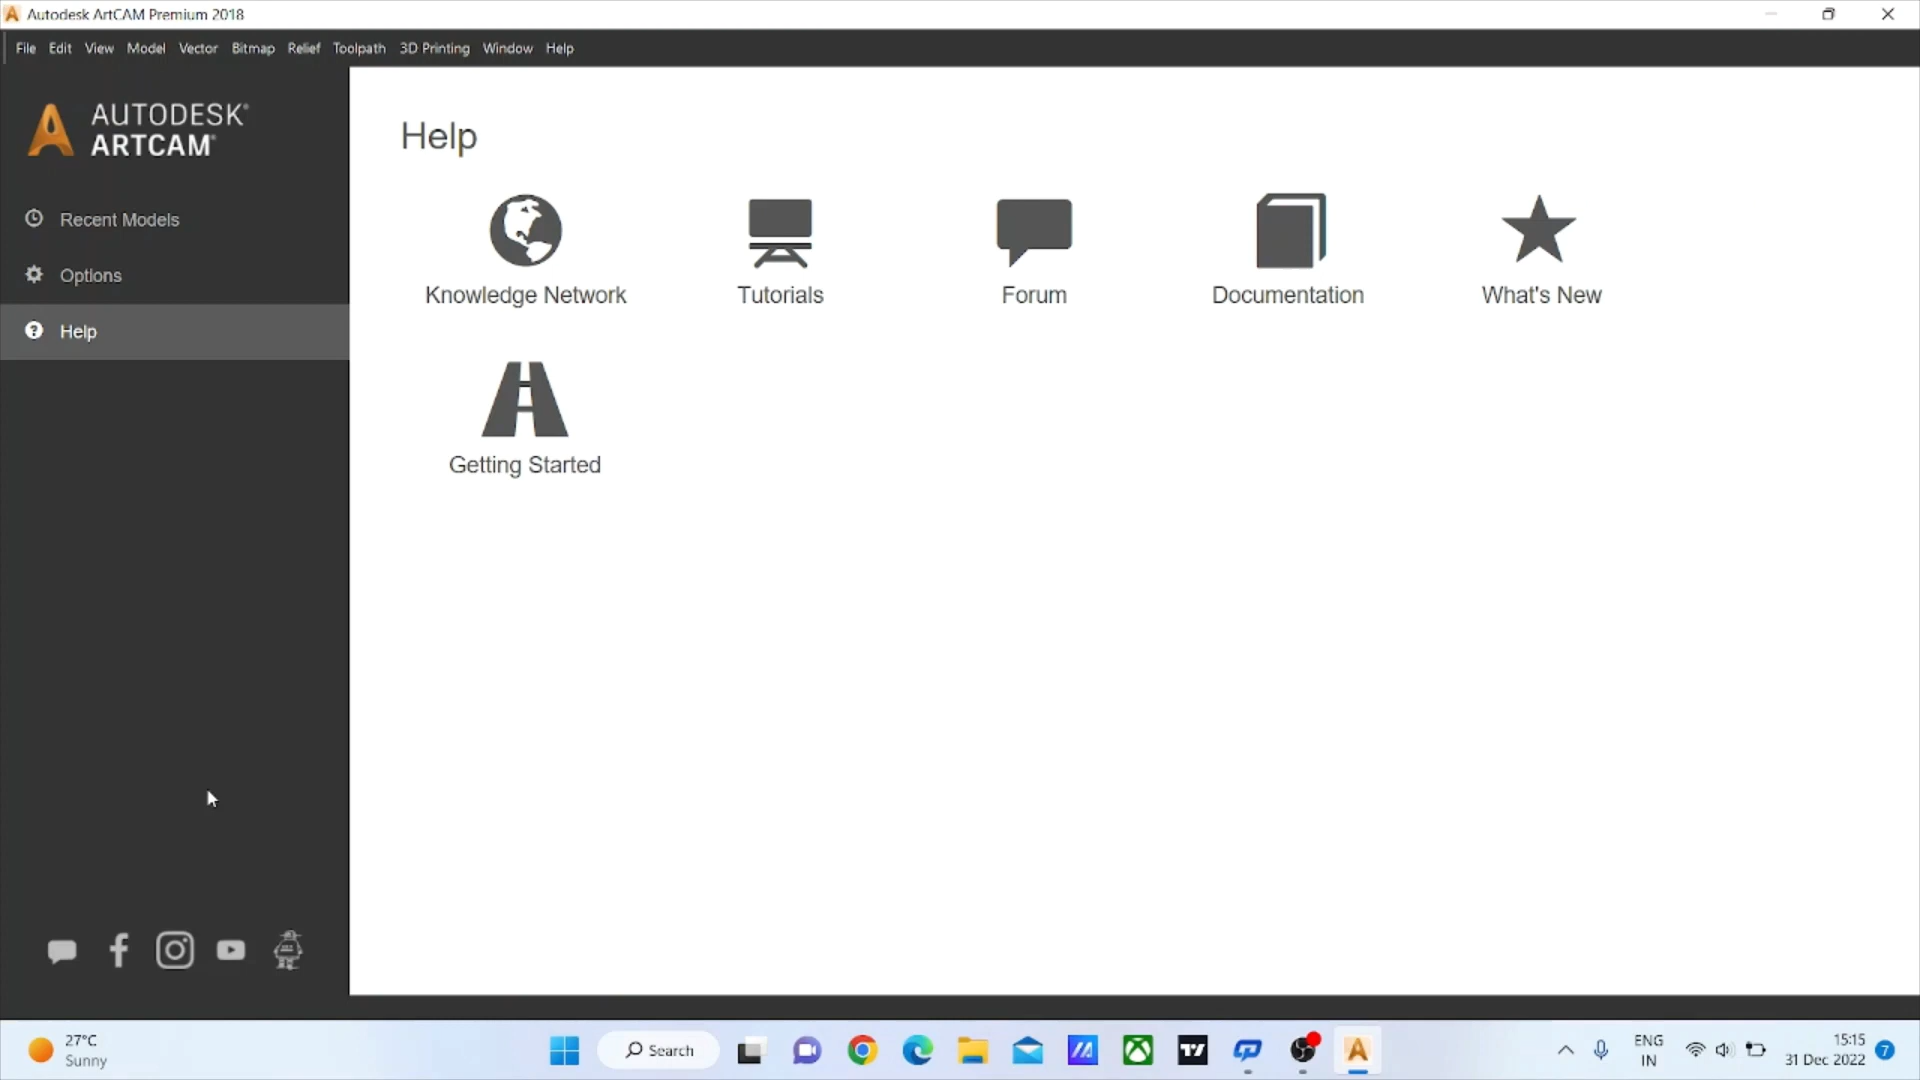 Autodesk ArtCAM Premium 2018
File Edit View Model Vector Bitmap Relief Toolpath 3D Printing Window Help
AUTODESK®
ARTCAM®
Recent Models
Options
Help
Help
Knowledge Network
Tutorials
Forum
Documentation
What's New
Getting Started
27°C
Sunny
Search
ENG
IN
15:15
31 Dec 2022
7